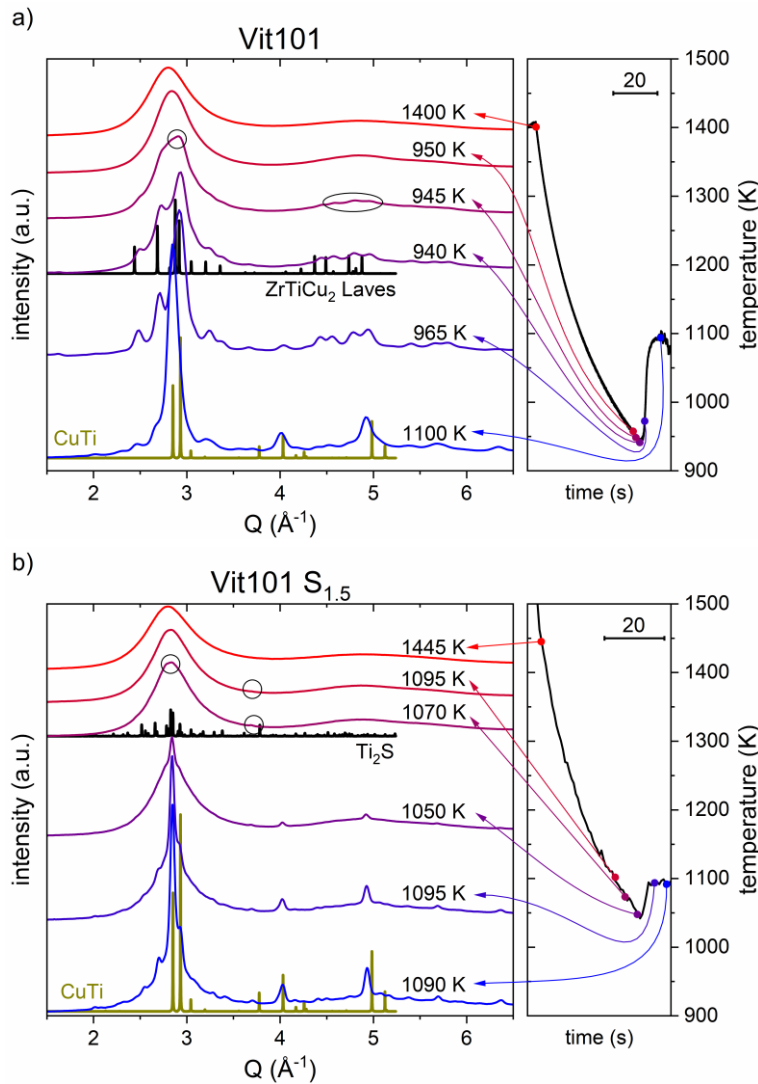 a)
Vit101
1400 K
950 K
945 K
940 K
ZrTiCu₂ Laves
965 K
CuTi
1100 K
intensity (a.u.)
2 3 4 5 6
Q (Å⁻¹)
20
1500
1400
1300
1200
1100
1000
900
temperature (K)
time (s)
b)
Vit101 S₁.₅
1445 K
1095 K
1070 K
Ti₂S
1050 K
1095 K
CuTi
1090 K
intensity (a.u.)
2 3 4 5 6
Q (Å⁻¹)
20
1500
1400
1300
1200
1100
1000
900
temperature (K)
time (s)